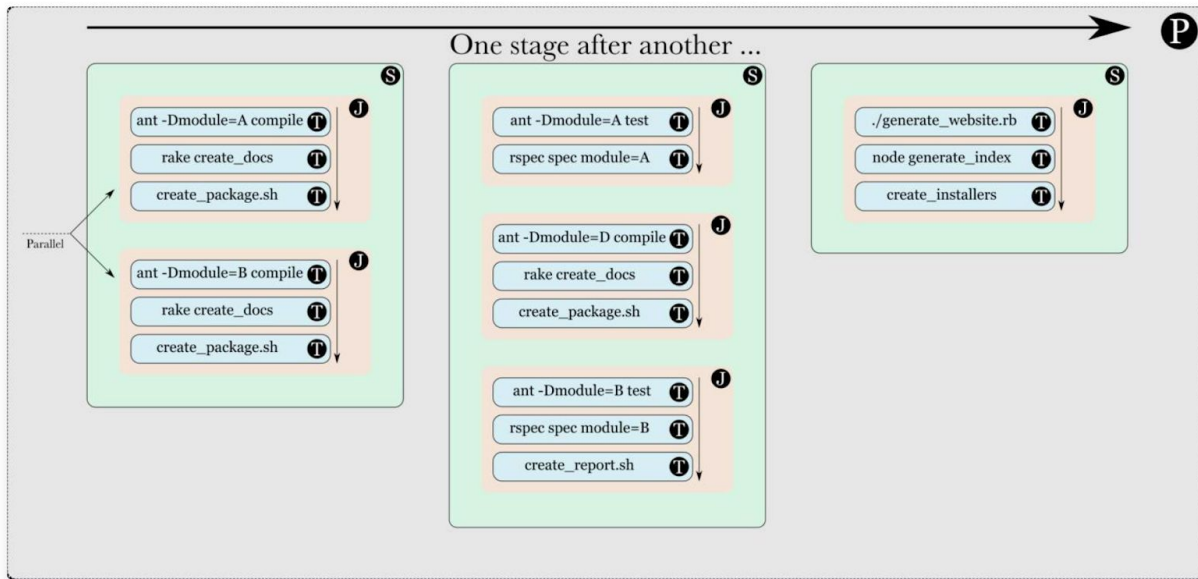 P
One stage after another ...
S
J
ant -Dmodule=A compile T
rake create_docs T
create_package.sh T
Parallel
J
ant -Dmodule=B compile T
rake create_docs T
create_package.sh T
S
J
ant -Dmodule=A test T
rspec spec module=A T
J
ant -Dmodule=D compile T
rake create_docs T
create_package.sh T
J
ant -Dmodule=B test T
rspec spec module=B T
create_report.sh T
S
J
./generate_website.rb T
node generate_index T
create_installers T